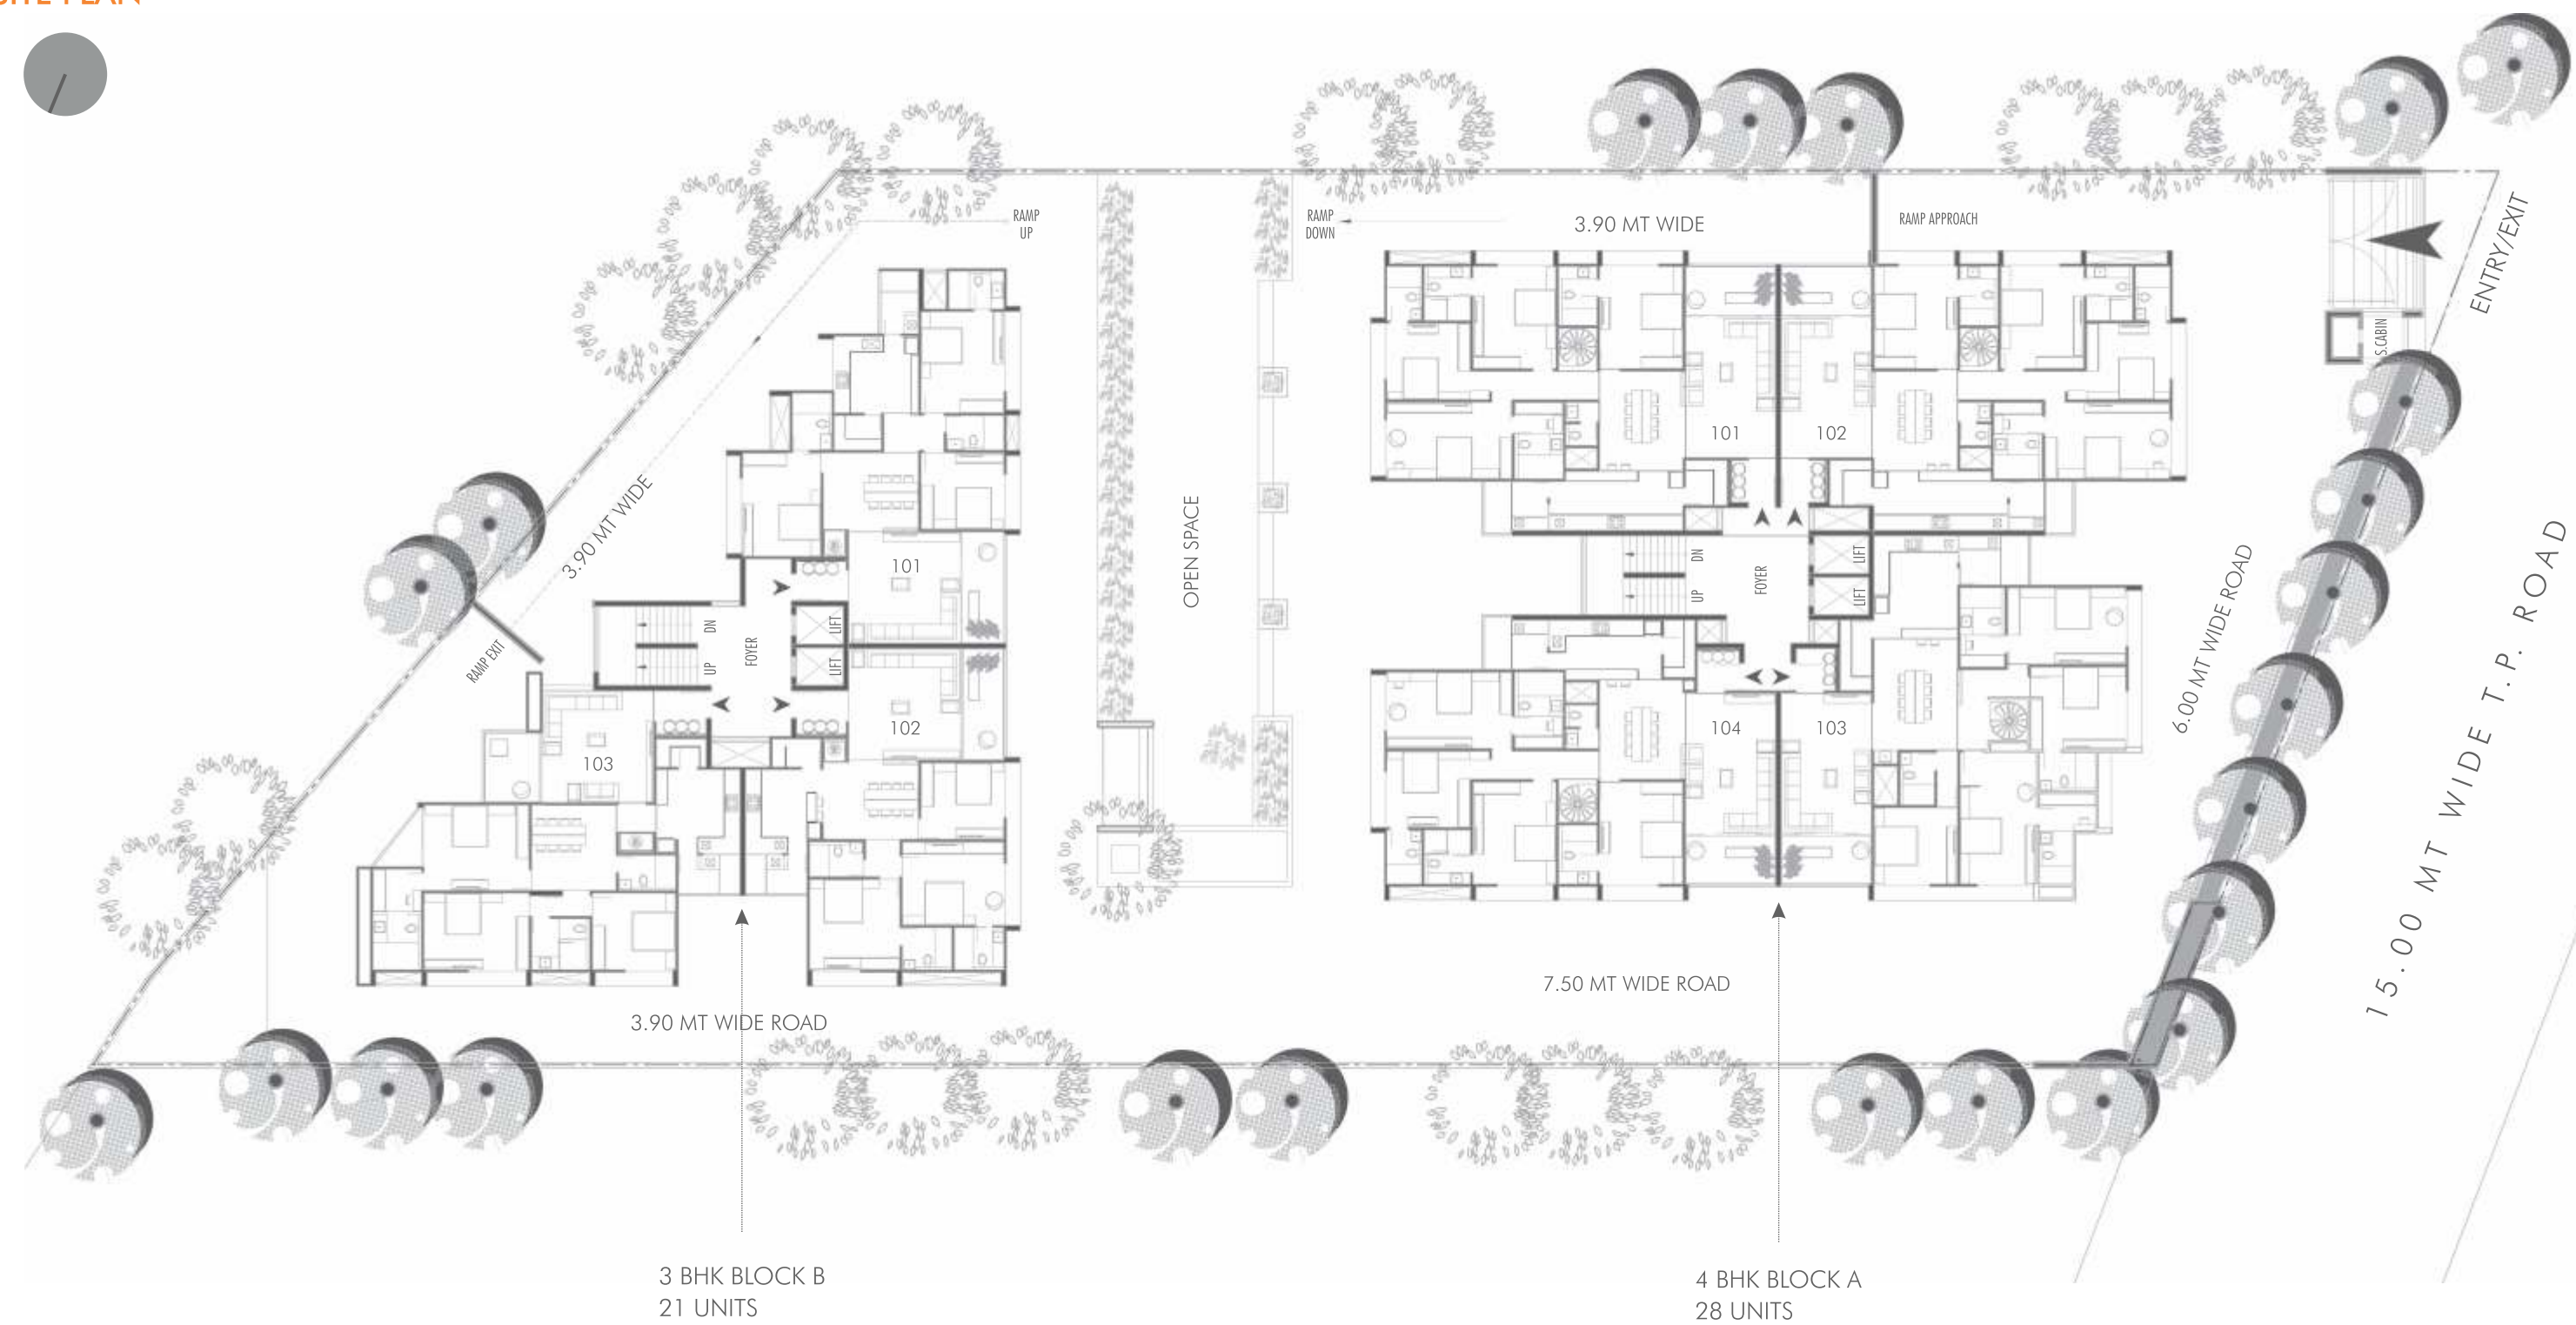 SITE PLAN
RAMP
UP
RAMP
DOWN
3.90 MT WIDE
RAMP APPROACH
ENTRY/EXIT
S.CABIN
3.90 MT WIDE
RAMP EXIT
101
102
103
DN
UP
FOYER
LIFT
LIFT
OPEN SPACE
101
102
DN
UP
FOYER
LIFT
LIFT
104
103
6.00 MT WIDE ROAD
15.00 MT WIDE T.P. ROAD
7.50 MT WIDE ROAD
3.90 MT WIDE ROAD
3 BHK BLOCK B
21 UNITS
4 BHK BLOCK A
28 UNITS